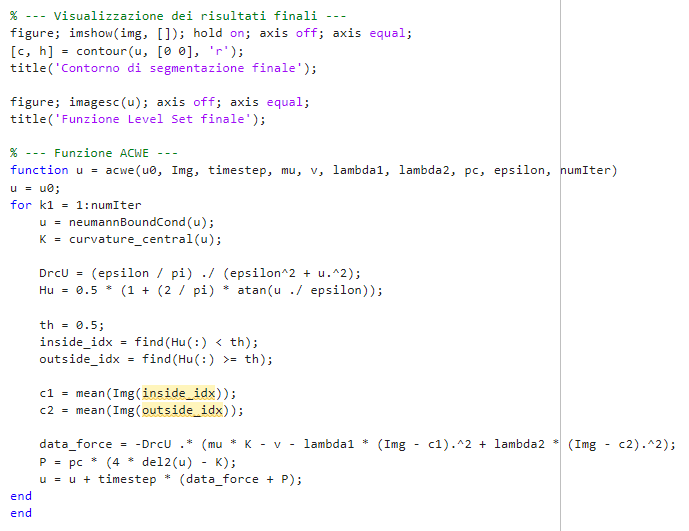 % --- Visualizzazione dei risultati finali ---
figure; imshow(img, []); hold on; axis off; axis equal;
[c, h] = contour(u, [0 0], 'r');
title('Contorno di segmentazione finale');
figure; imagesc(u); axis off; axis equal;
title('Funzione Level Set finale');
% --- Funzione ACWE ---
function u = acwe(u0, Img, timestep, mu, v, lambda1, lambda2, pc, epsilon, numIter)
u = u0;
for k1 = 1:numIter
    u = neumannBoundCond(u);
    K = curvature_central(u);
    DrcU = (epsilon / pi) ./ (epsilon^2 + u.^2);
    Hu = 0.5 * (1 + (2 / pi) * atan(u ./ epsilon));
    th = 0.5;
    inside_idx = find(Hu(:) < th);
    outside_idx = find(Hu(:) >= th);
    c1 = mean(Img(inside_idx));
    c2 = mean(Img(outside_idx));
    data_force = -DrcU .* (mu * K - v - lambda1 * (Img - c1).^2 + lambda2 * (Img - c2).^2);
    P = pc * (4 * del2(u) - K);
    u = u + timestep * (data_force + P);
end
end